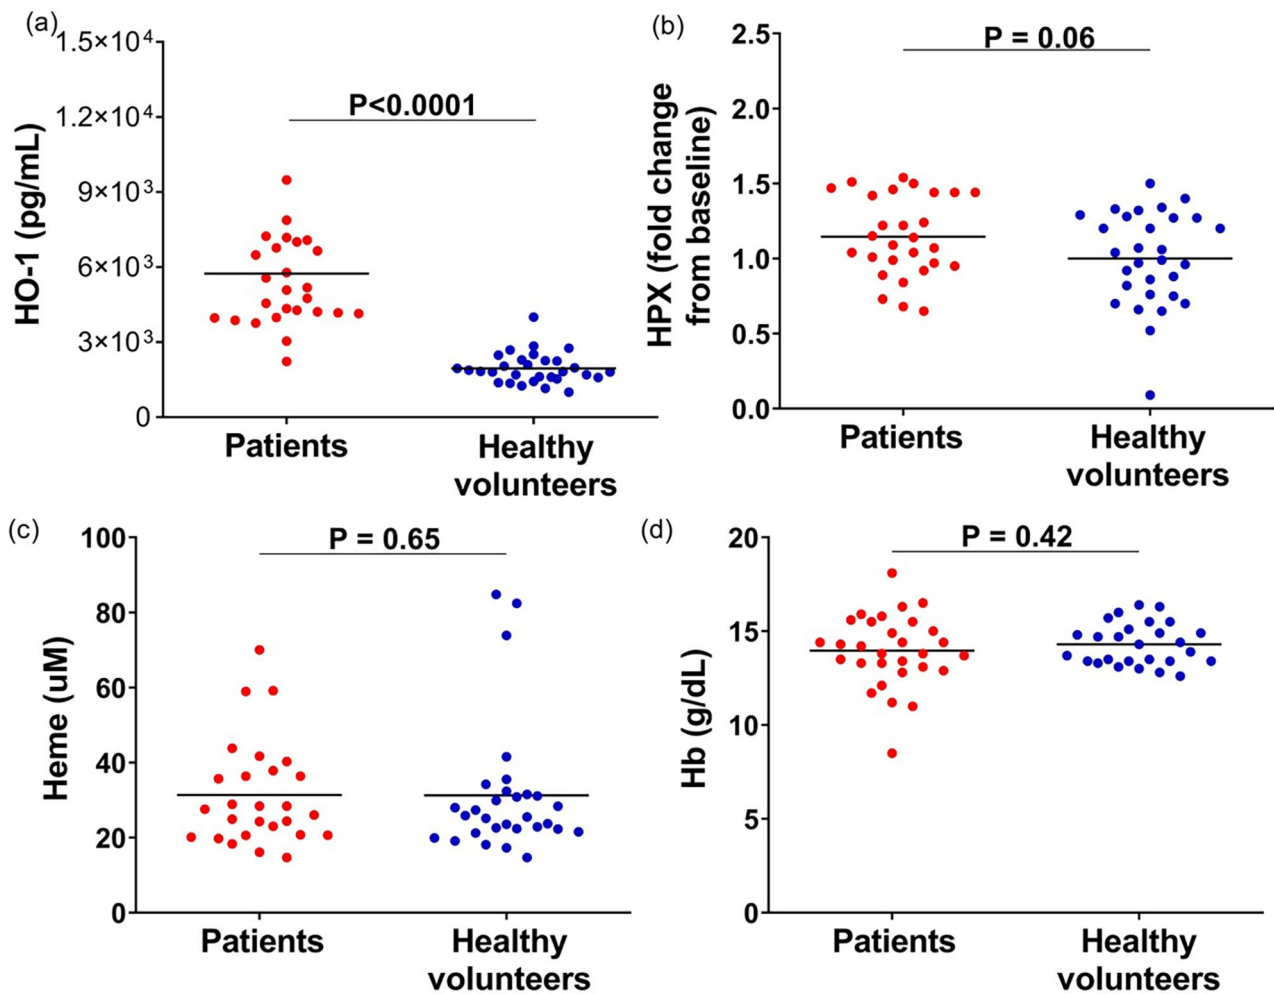 (a)
1.5×10⁴
1.2×10⁴
9×10³
6×10³
3×10³
0
HO-1 (pg/mL)
P<0.0001
Patients
Healthy
volunteers
(b)
2.5
2.0
1.5
1.0
0.5
0.0
HPX (fold change
from baseline)
P = 0.06
Patients
Healthy
volunteers
(c)
100
80
60
40
20
0
Heme (uM)
P = 0.65
Patients
Healthy
volunteers
(d)
20
15
10
5
0
Hb (g/dL)
P = 0.42
Patients
Healthy
volunteers